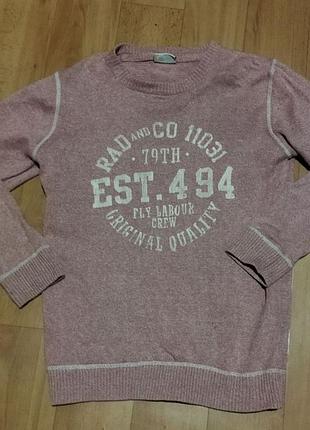 RAD AND CO 11031
· 79TH ·
EST. 494
FLY LABOUR
CREW
ORIGINAL QUALITY